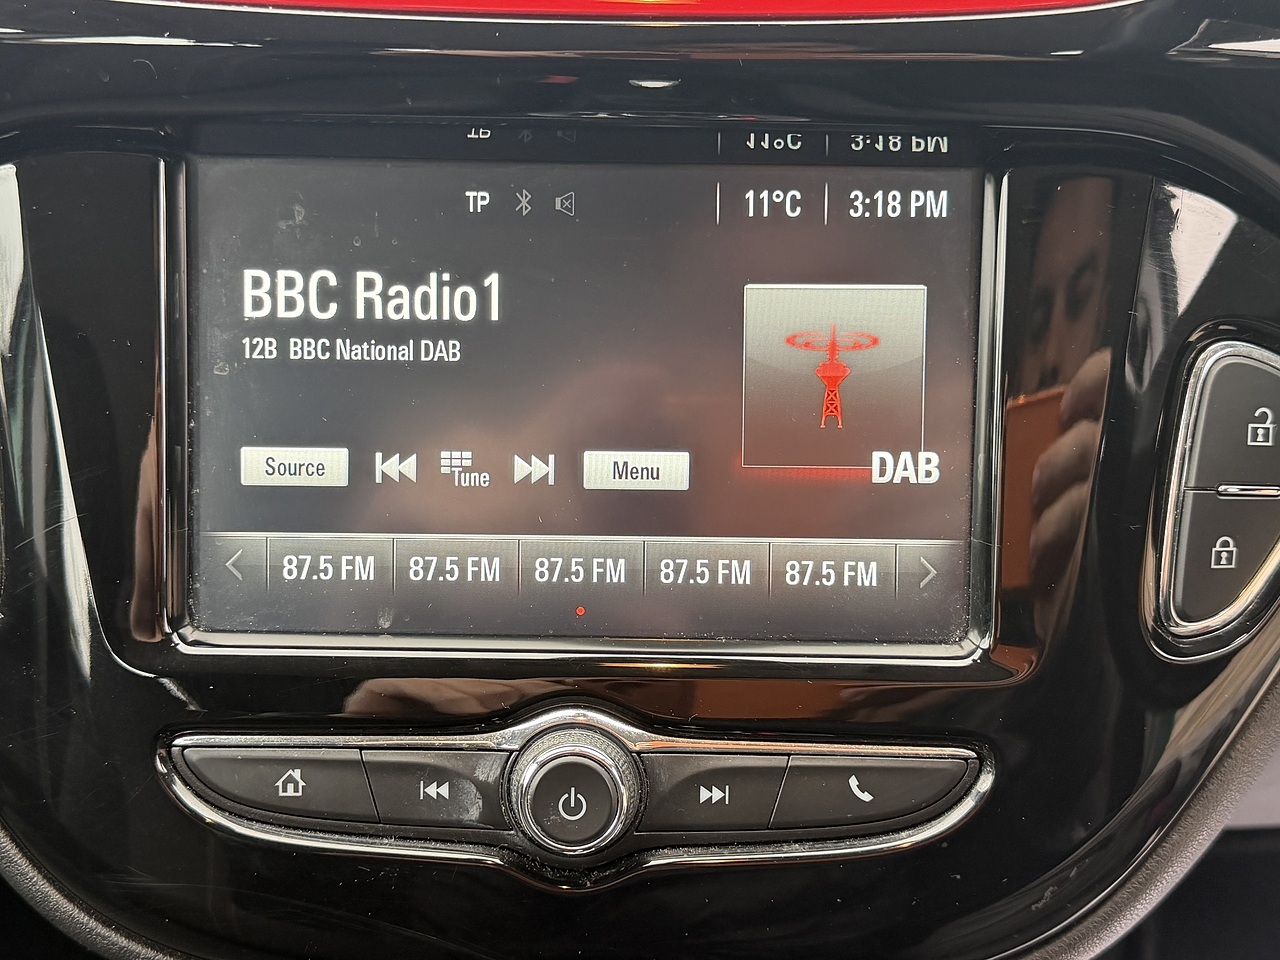 TP 11°C 3:18 PM
BBC Radio1
12B BBC National DAB
Source Tune Menu
DAB
87.5 FM 87.5 FM 87.5 FM 87.5 FM 87.5 FM